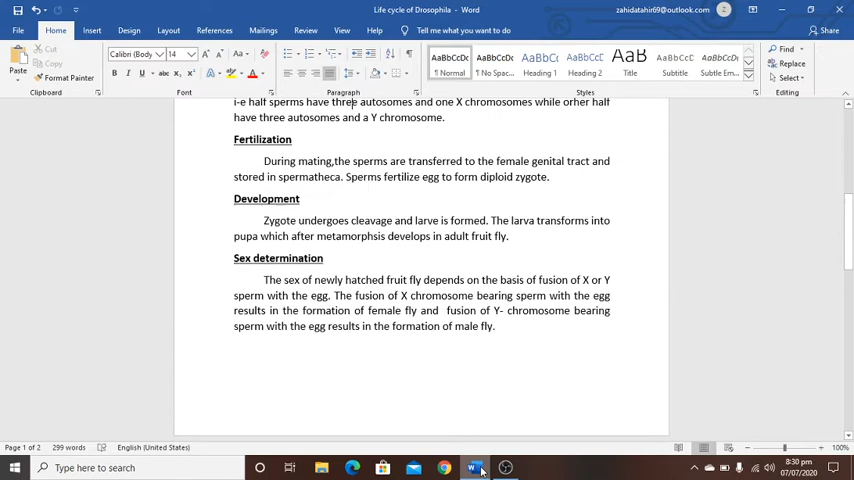 Life cycle of Drosophila - Word
zahidatahir69@outlook.com
Z
File Home Insert Design Layout References Mailings Review View Help Tell me what you want to do Share
Cut
Copy
Paste
Format Painter
Clipboard
Calibri (Body) 14 Aa
B I U abc X₂ X² A A
Font
Paragraph
AaBbCcDc AaBbCcDc AaBbCc AaBbCcD AaB AaBbCcD
¶ Normal ¶ No Spac... Heading 1 Heading 2 Title Subtitle Subtle Em...
Styles
Find
Replace
Select
Editing
i-e half sperms have three autosomes and one X chromosomes while orher half
have three autosomes and a Y chromosome.
Fertilization
During mating,the sperms are transferred to the female genital tract and
stored in spermatheca. Sperms fertilize egg to form diploid zygote.
Development
Zygote undergoes cleavage and larve is formed. The larva transforms into
pupa which after metamorphsis develops in adult fruit fly.
Sex determination
The sex of newly hatched fruit fly depends on the basis of fusion of X or Y
sperm with the egg. The fusion of X chromosome bearing sperm with the egg
results in the formation of female fly and fusion of Y- chromosome bearing
sperm with the egg results in the formation of male fly.
Page 1 of 2 299 words English (United States) 100%
Type here to search
8:30 pm
07/07/2020